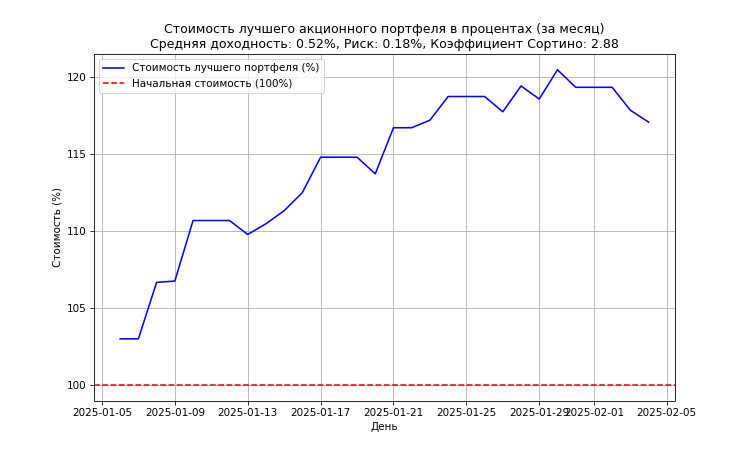 Стоимость лучшего акционного портфеля в процентах (за месяц)
Средняя доходность: 0.52%, Риск: 0.18%, Коэффициент Сортино: 2.88
Стоимость лучшего портфеля (%)
Начальная стоимость (100%)
Стоимость (%)
120
115
110
105
100
2025-01-05 2025-01-09 2025-01-13 2025-01-17 2025-01-21 2025-01-25 2025-01-29 2025-02-01 2025-02-05
День